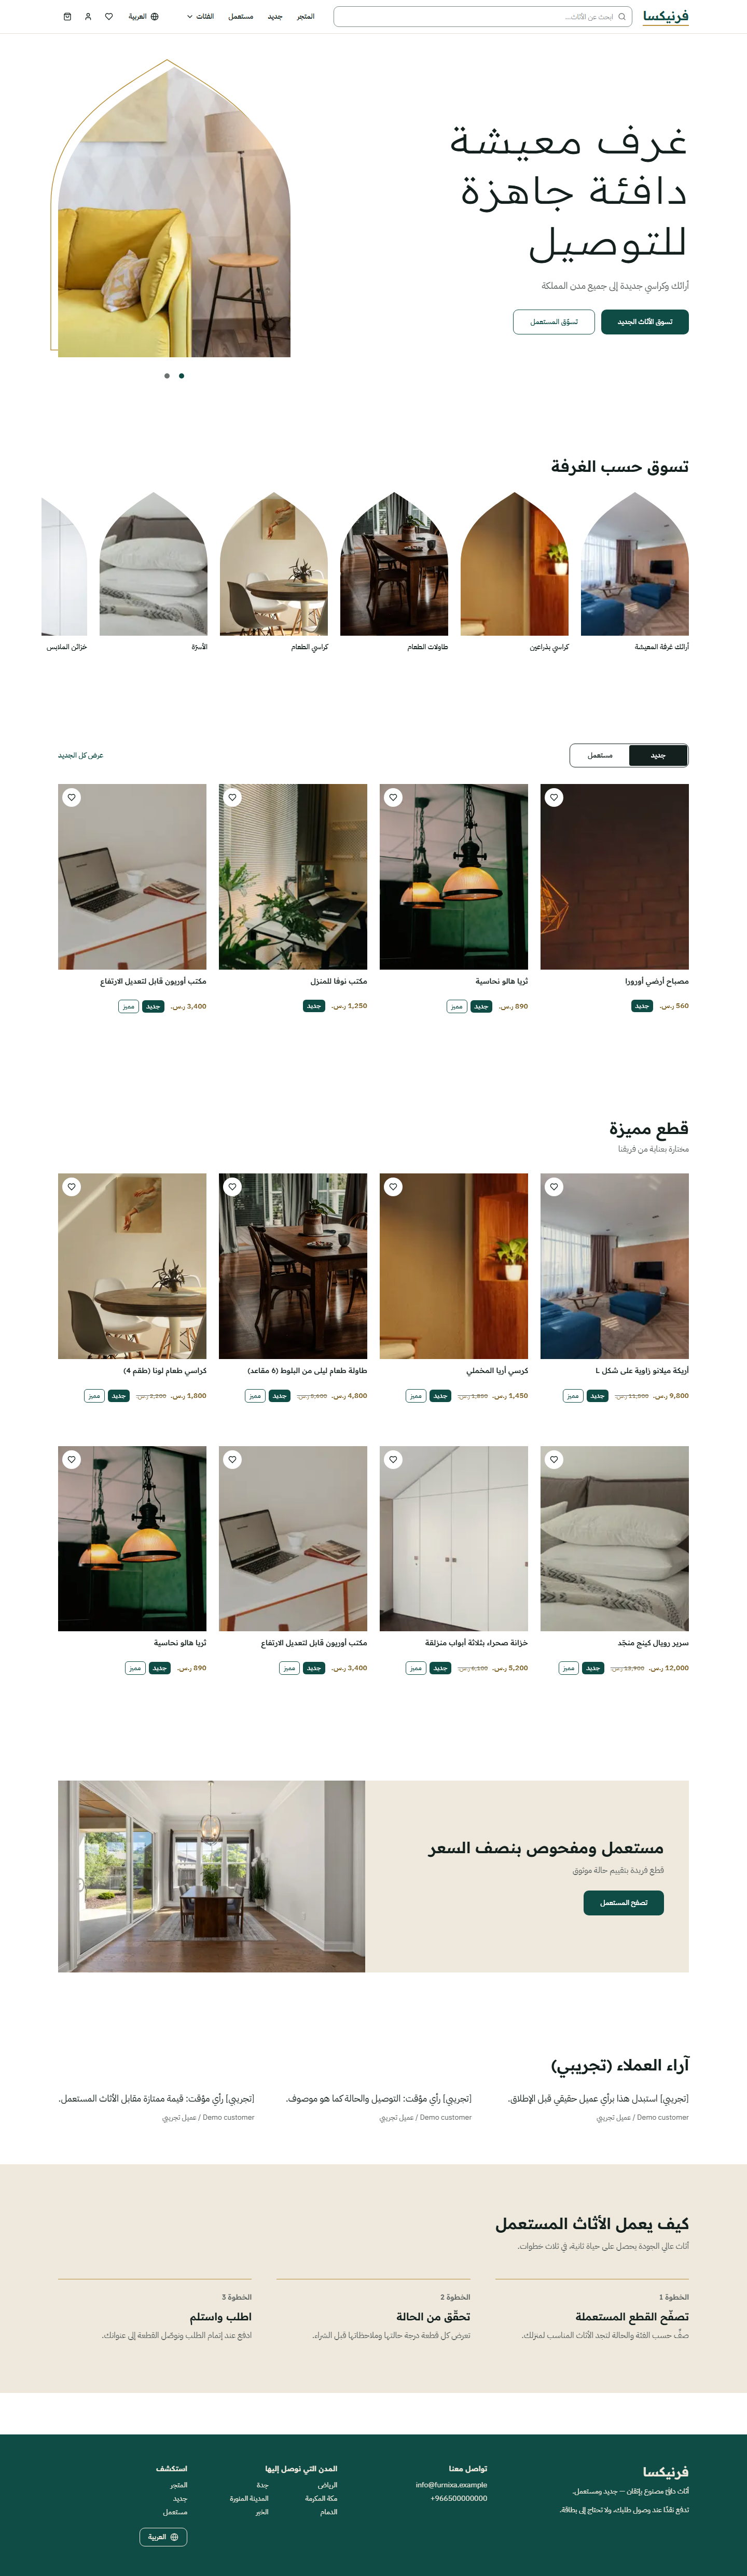 فرنيكسا
ابحث عن الأثاث...
المتجر
جديد
مستعمل
الفئات
العربية
غرف معيشة
دافئة جاهزة
للتوصيل
أرائك وكراسي جديدة إلى جميع مدن المملكة
تسوق الأثاث الجديد
تسوّق المستعمل
تسوق حسب الغرفة
أرائك غرفة المعيشة
كراسي بذراعين
طاولات الطعام
كراسي الطعام
الأسرّة
خزائن الملابس
جديد
مستعمل
عرض كل الجديد
مصباح أرضي أورورا
560 ر.س.
جديد
ثريا هالو نحاسية
890 ر.س.
جديد
مميز
مكتب نوفا للمنزل
1,250 ر.س.
جديد
مكتب أوريون قابل لتعديل الارتفاع
3,400 ر.س.
جديد
مميز
قطع مميزة
مختارة بعناية من فريقنا
أريكة ميلانو زاوية على شكل L
9,800 ر.س.
11,500 ر.س.
جديد
مميز
كرسي أريا المخملي
1,450 ر.س.
1,850 ر.س.
جديد
مميز
طاولة طعام ليلى من البلوط (6 مقاعد)
4,800 ر.س.
5,600 ر.س.
جديد
مميز
كراسي طعام لونا (طقم 4)
1,800 ر.س.
2,200 ر.س.
جديد
مميز
سرير رويال كينج منجّد
12,000 ر.س.
13,900 ر.س.
جديد
مميز
خزانة صحراء بثلاثة أبواب منزلقة
5,200 ر.س.
6,100 ر.س.
جديد
مميز
مكتب أوريون قابل لتعديل الارتفاع
3,400 ر.س.
جديد
مميز
ثريا هالو نحاسية
890 ر.س.
جديد
مميز
مستعمل ومفحوص بنصف السعر
قطع فريدة بتقييم حالة موثوق
تصفح المستعمل
آراء العملاء (تجريبي)
[تجريبي] استبدل هذا برأي عميل حقيقي قبل الإطلاق.
Demo customer / عميل تجريبي
[تجريبي] رأي مؤقت: التوصيل والحالة كما هو موصوف.
Demo customer / عميل تجريبي
[تجريبي] رأي مؤقت: قيمة ممتازة مقابل الأثاث المستعمل.
Demo customer / عميل تجريبي
كيف يعمل الأثاث المستعمل
أثاث عالي الجودة يحصل على حياة ثانية، في ثلاث خطوات.
الخطوة 1
تصفّح القطع المستعملة
صفِّ حسب الفئة والحالة لتجد الأثاث المناسب لمنزلك.
الخطوة 2
تحقّق من الحالة
تعرض كل قطعة درجة حالتها وملاحظاتها قبل الشراء.
الخطوة 3
اطلب واستلم
ادفع عند إتمام الطلب ونوصّل القطعة إلى عنوانك.
فرنيكسا
أثاث دافئ مصنوع بإتقان — جديد ومستعمل.
تدفع نقدًا عند وصول طلبك، ولا تحتاج إلى بطاقة.
تواصل معنا
info@furnixa.example
+966500000000
المدن التي نوصل إليها
الرياض
جدة
مكة المكرمة
المدينة المنورة
الدمام
الخبر
استكشف
المتجر
جديد
مستعمل
العربية